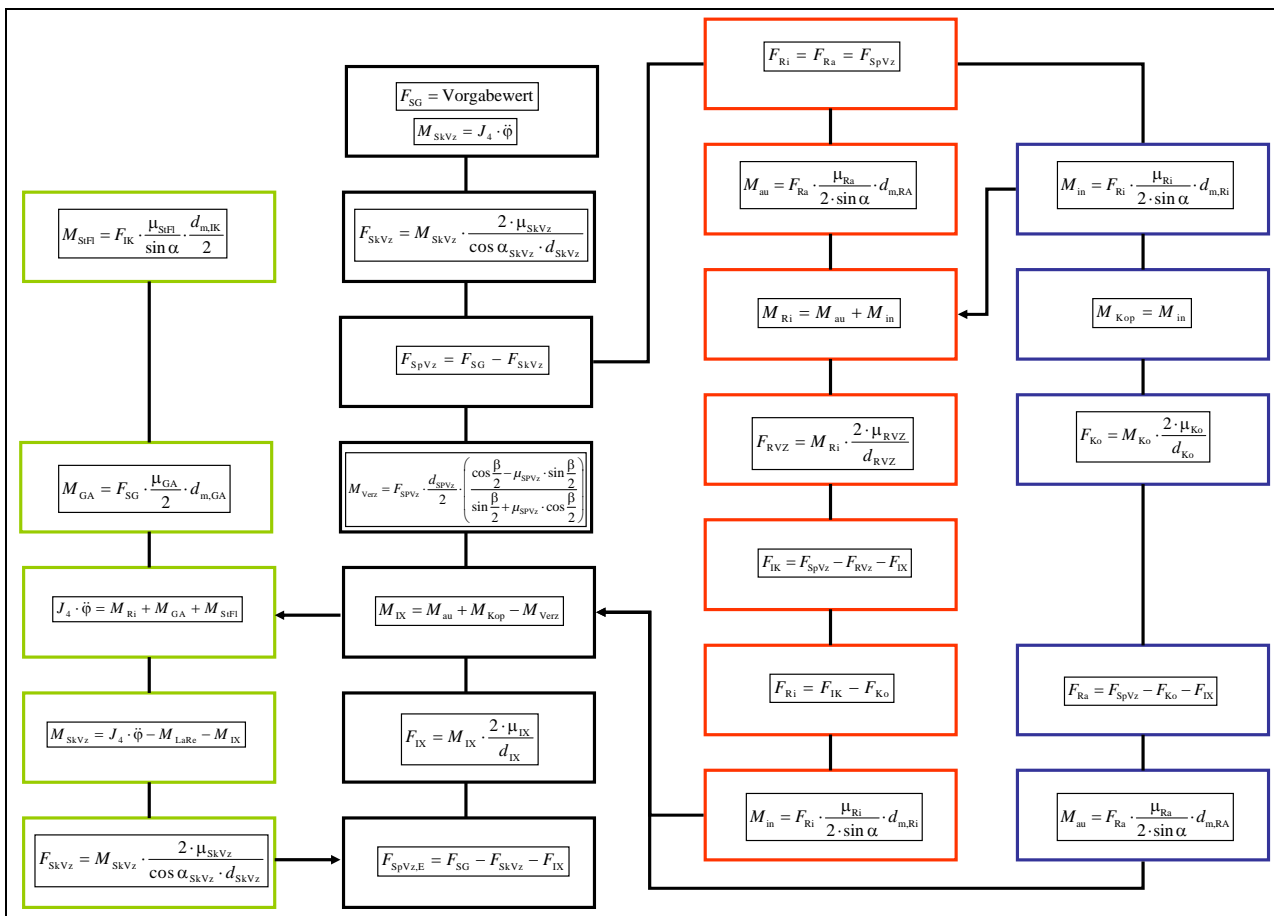 F_SG = Vorgabewert
M_SkVz = J_4 · φ̈
F_SkVz = M_SkVz · (2 · μ_SkVz) / (cos α_SkVz · d_SkVz)
F_SpVz = F_SG − F_SkVz
M_Verz = F_SPVz · d_SPVz / 2 · ((cos β/2 − μ_SPVz · sin β/2) / (sin β/2 + μ_SPVz · cos β/2))
M_IX = M_au + M_Kop − M_Verz
F_IX = M_IX · (2 · μ_IX) / d_IX
F_SpVz,E = F_SG − F_SkVz − F_IX
M_StFl = F_IK · μ_StFl / sin α · d_m,IK / 2
M_GA = F_SG · μ_GA / 2 · d_m,GA
J_4 · φ̈ = M_Ri + M_GA + M_StFl
M_SkVz = J_4 · φ̈ − M_LaRe − M_IX
F_SkVz = M_SkVz · (2 · μ_SkVz) / (cos α_SkVz · d_SkVz)
F_Ri = F_Ra = F_SpVz
M_au = F_Ra · μ_Ra / (2 · sin α) · d_m,RA
M_Ri = M_au + M_in
F_RVZ = M_Ri · (2 · μ_RVZ) / d_RVZ
F_IK = F_SpVz − F_RVz − F_IX
F_Ri = F_IK − F_Ko
M_in = F_Ri · μ_Ri / (2 · sin α) · d_m,Ri
M_in = F_Ri · μ_Ri / (2 · sin α) · d_m,Ri
M_Kop = M_in
F_Ko = M_Ko · (2 · μ_Ko) / d_Ko
F_Ra = F_SpVz − F_Ko − F_IX
M_au = F_Ra · μ_Ra / (2 · sin α) · d_m,RA